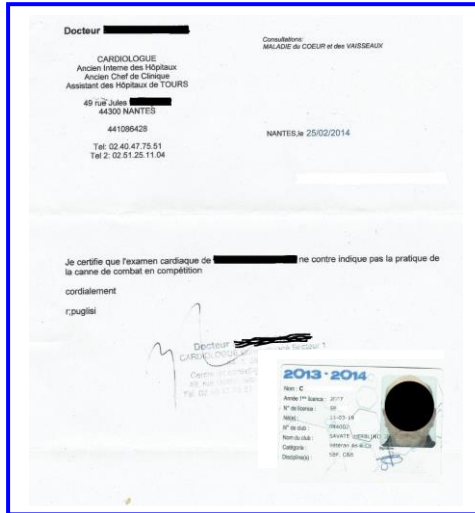 Docteur
Consultations:
MALADIE du COEUR et des VAISSEAUX
CARDIOLOGUE
Ancien Interne des Hôpitaux
Ancien Chef de Clinique
Assistant des Hôpitaux de TOURS
49 rue Jules
44300 NANTES
441086428
NANTES,le 25/02/2014
Tel: 02.40.47.75.51
Tel 2: 02.51.25.11.04
Je certifie que l'examen cardiaque de ne contre indique pas la pratique de
la canne de combat en compétition
cordialement
r;puglisi
Docteur
CARDIOLOGUE
2013·2014
Nom : C
Année 1ère licence :
N° de licence :
Né(e) :
N° de club :
Nom du club : SAVATE
Catégorie :
Discipline(s) :